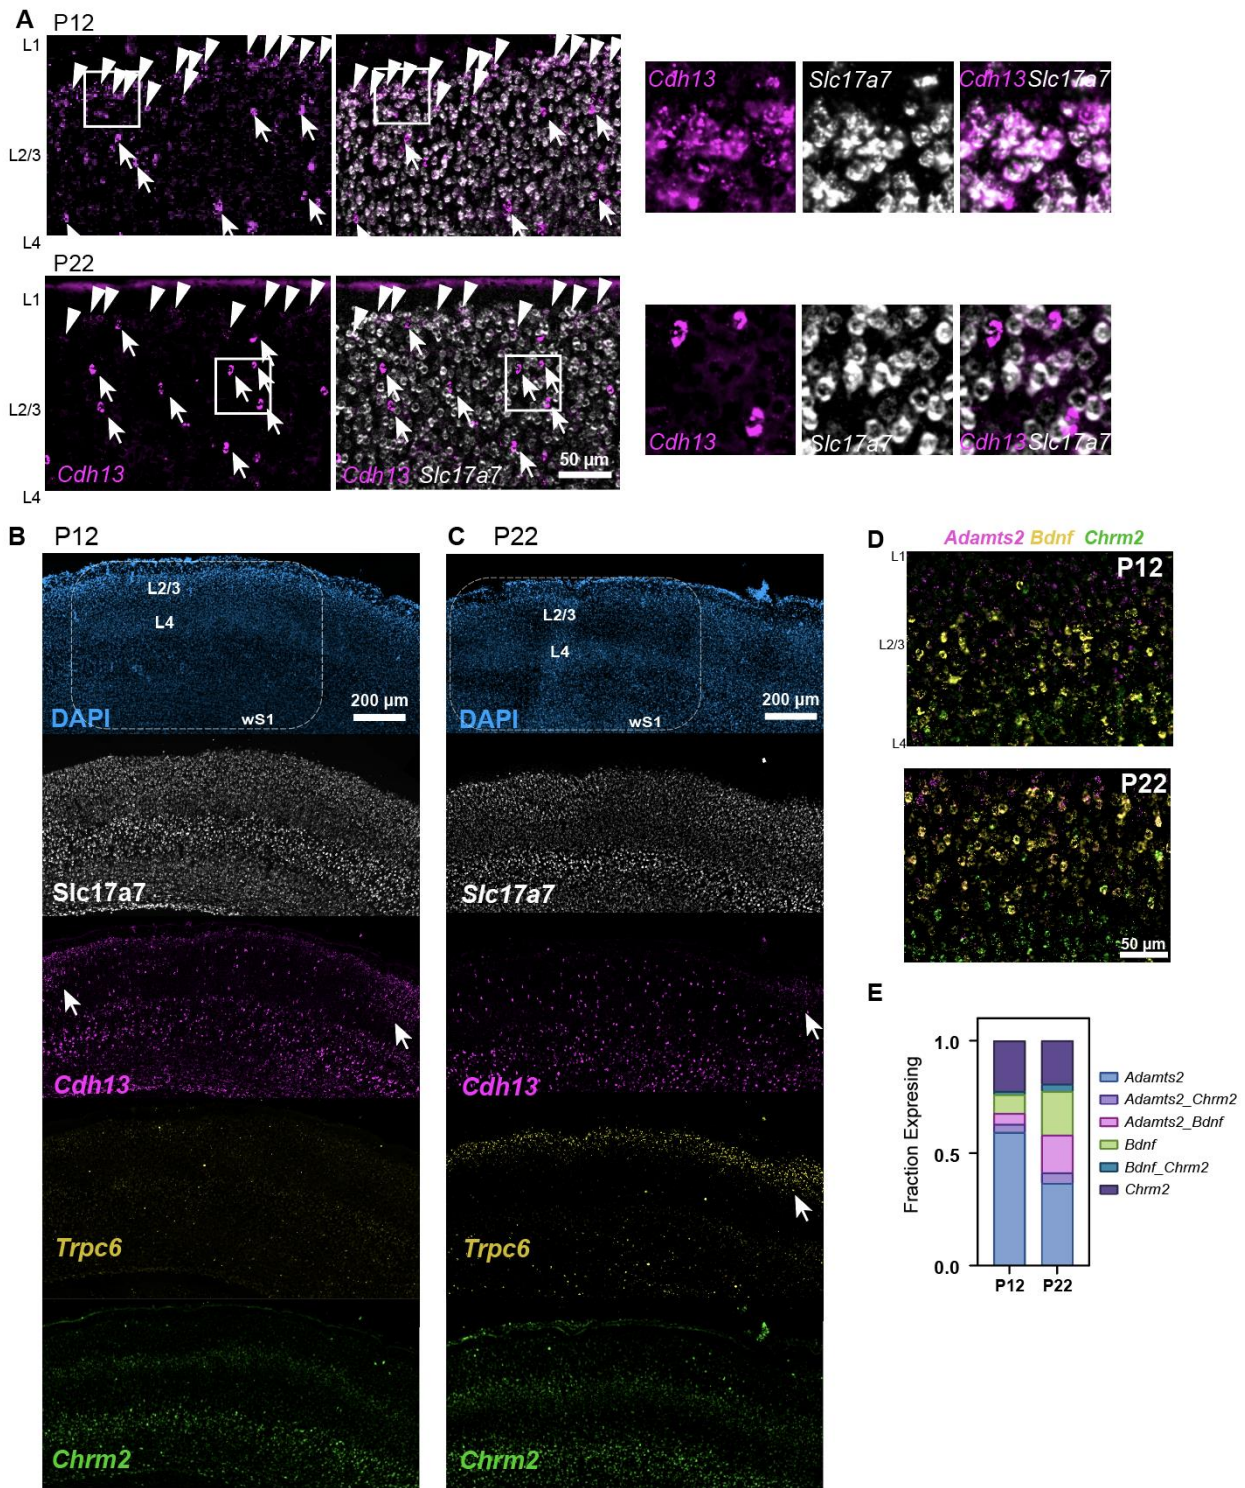 A P12
L1
L2/3
L4
Cdh13 Slc17a7 Cdh13 Slc17a7
P22
L1
L2/3
L4
Cdh13 Cdh13 Slc17a7 50 µm
Cdh13 Slc17a7 Cdh13 Slc17a7
B P12
L2/3
L4
200 µm
DAPI wS1
Slc17a7
Cdh13
Trpc6
Chrm2
C P22
L2/3
L4
200 µm
DAPI wS1
Slc17a7
Cdh13
Trpc6
Chrm2
D Adamts2 Bdnf Chrm2
L1 P12
L2/3
L4
P22
50 µm
E
Fraction Expresing
1.0
0.5
0.0
P12 P22
Adamts2
Adamts2_Chrm2
Adamts2_Bdnf
Bdnf
Bdnf_Chrm2
Chrm2